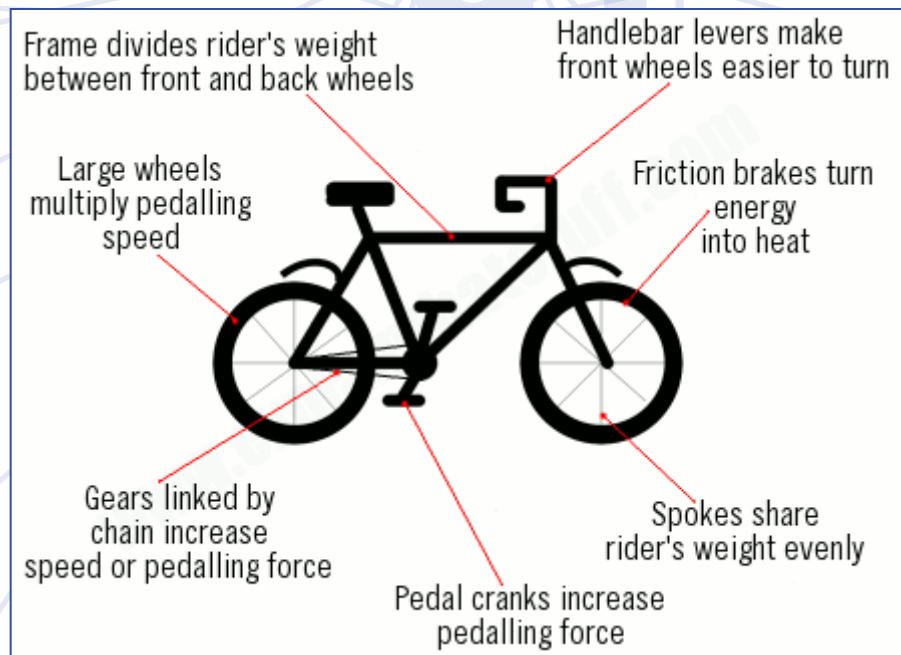 Frame divides rider's weight
between front and back wheels
Handlebar levers make
front wheels easier to turn
Large wheels
multiply pedalling
speed
Friction brakes turn
energy
into heat
Gears linked by
chain increase
speed or pedalling force
Pedal cranks increase
pedalling force
Spokes share
rider's weight evenly